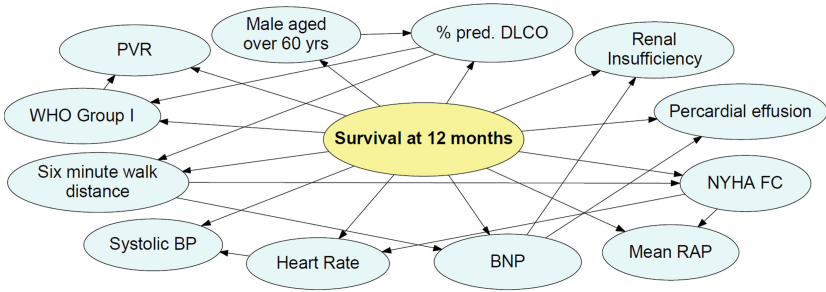 Male aged
over 60 yrs
% pred. DLCO
PVR
Renal
Insufficiency
WHO Group I
Percardial effusion
Survival at 12 months
Six minute walk
distance
NYHA FC
Systolic BP
Heart Rate
BNP
Mean RAP